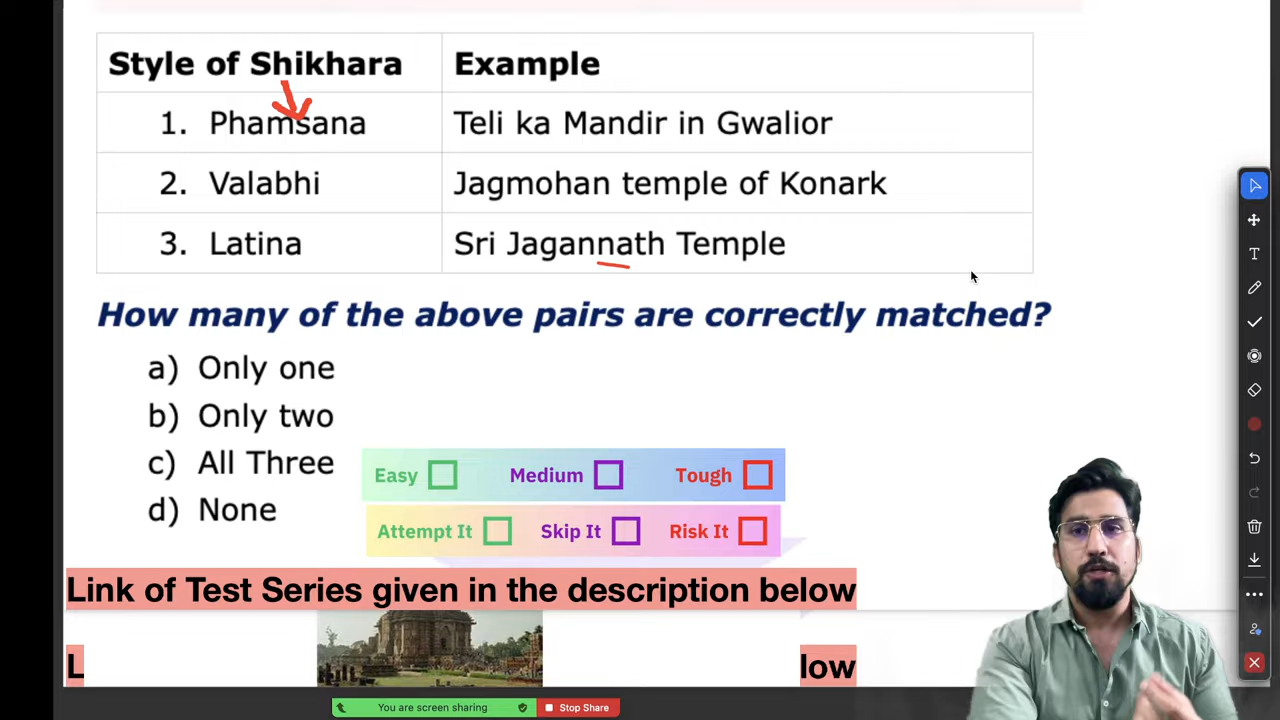 Style of Shikhara Example
1. Phamsana Teli ka Mandir in Gwalior
2. Valabhi Jagmohan temple of Konark
3. Latina Sri Jagannath Temple
How many of the above pairs are correctly matched?
a) Only one
b) Only two
c) All Three
d) None
Easy Medium Tough
Attempt It Skip It Risk It
Link of Test Series given in the description below
L low
You are screen sharing Stop Share
T